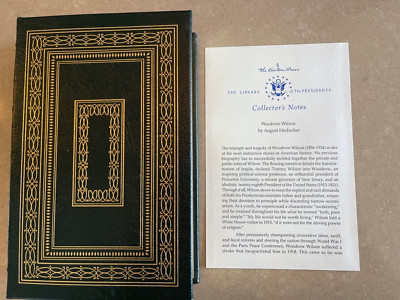 The Easton Press
THE LIBRARY of The PRESIDENTS
Collector's Notes
Woodrow Wilson
by August Heckscher
The triumph and tragedy of Woodrow Wilson (1856-1924) is one
of the most instructive stories in American history. No previous
biography has so successfully melded together the private and
public sides of Wilson. The flowing narration details the transfor-
mation of fragile, dyslexic Tommy Wilson into Woodrow, an
inspiring political-science professor, an influential president of
Princeton University, a reform governor of New Jersey, and an
idealistic twenty-eighth President of the United States (1913-1921).
Through it all, Wilson strove to meet the explicit and tacit demands
of both his Presbyterian minister father and grandfather, emulat-
ing their devotion to principle while discarding narrow sectari-
anism. As a youth, he experienced a characteristic "awakening,"
and he retained throughout his life what he termed "faith, pure
and simple." "My life would not be worth living," Wilson told a
White House visitor in 1915, "if it were not for the driving power
of religion."
After persuasively championing innovative labor, tariff,
and fiscal reforms and steering the nation through World War I
and the Paris Peace Conference, Woodrow Wilson suffered a
stroke that incapacitated him in 1919. This came as he was